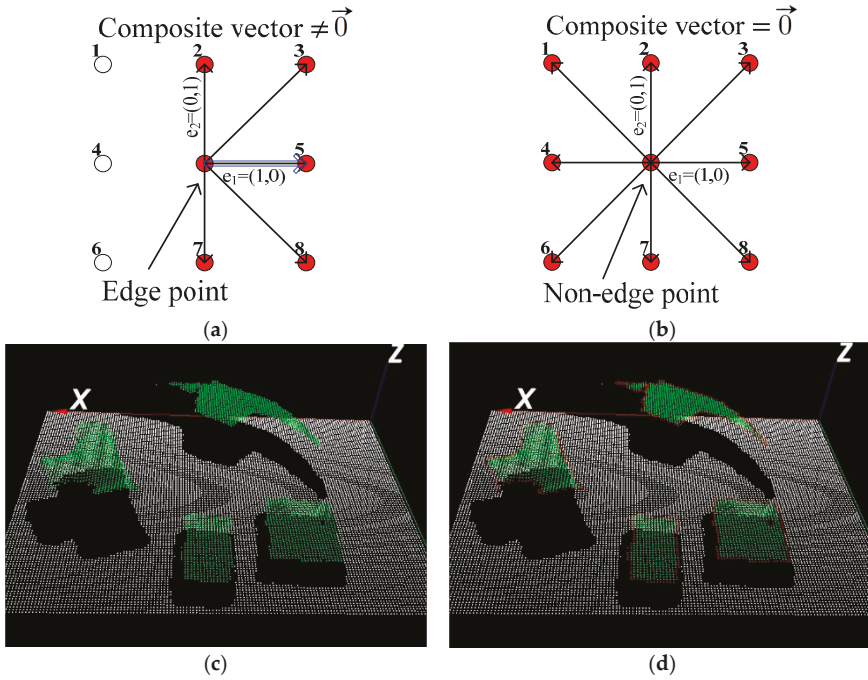 Composite vector ≠ 0⃗
1 2 3
e₂=(0,1)
4 5
e₁=(1,0)
6 7 8
Edge point
(a)
Composite vector = 0⃗
1 2 3
e₂=(0,1)
4 5
e₁=(1,0)
6 7 8
Non-edge point
(b)
X
Z
(c)
X
Z
(d)